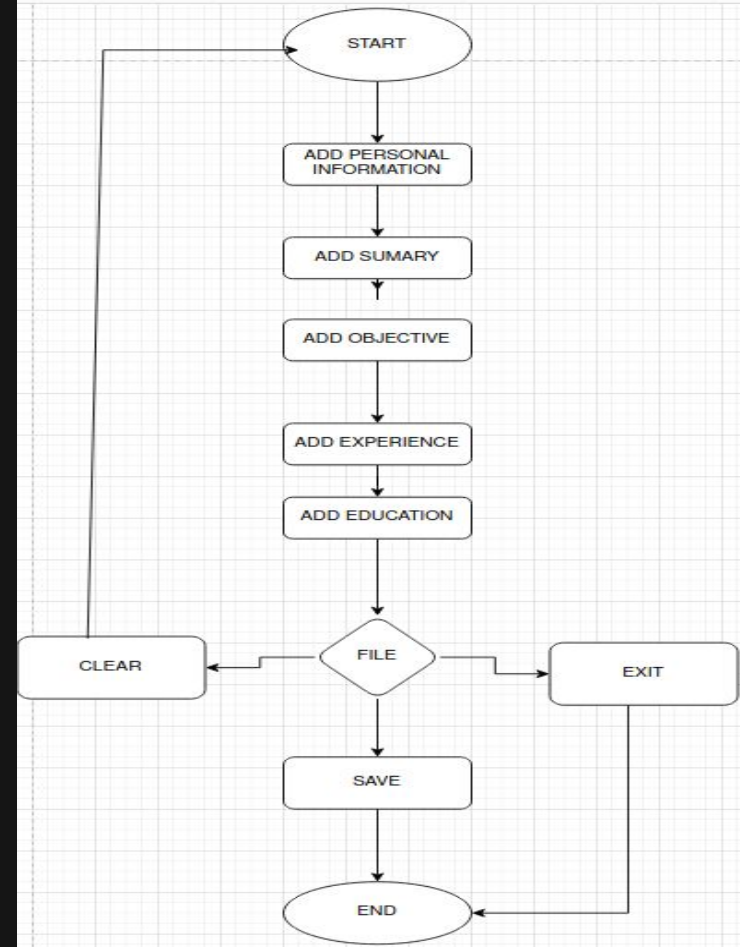 START
ADD PERSONAL
INFORMATION
ADD SUMARY
ADD OBJECTIVE
ADD EXPERIENCE
ADD EDUCATION
CLEAR
FILE
EXIT
SAVE
END